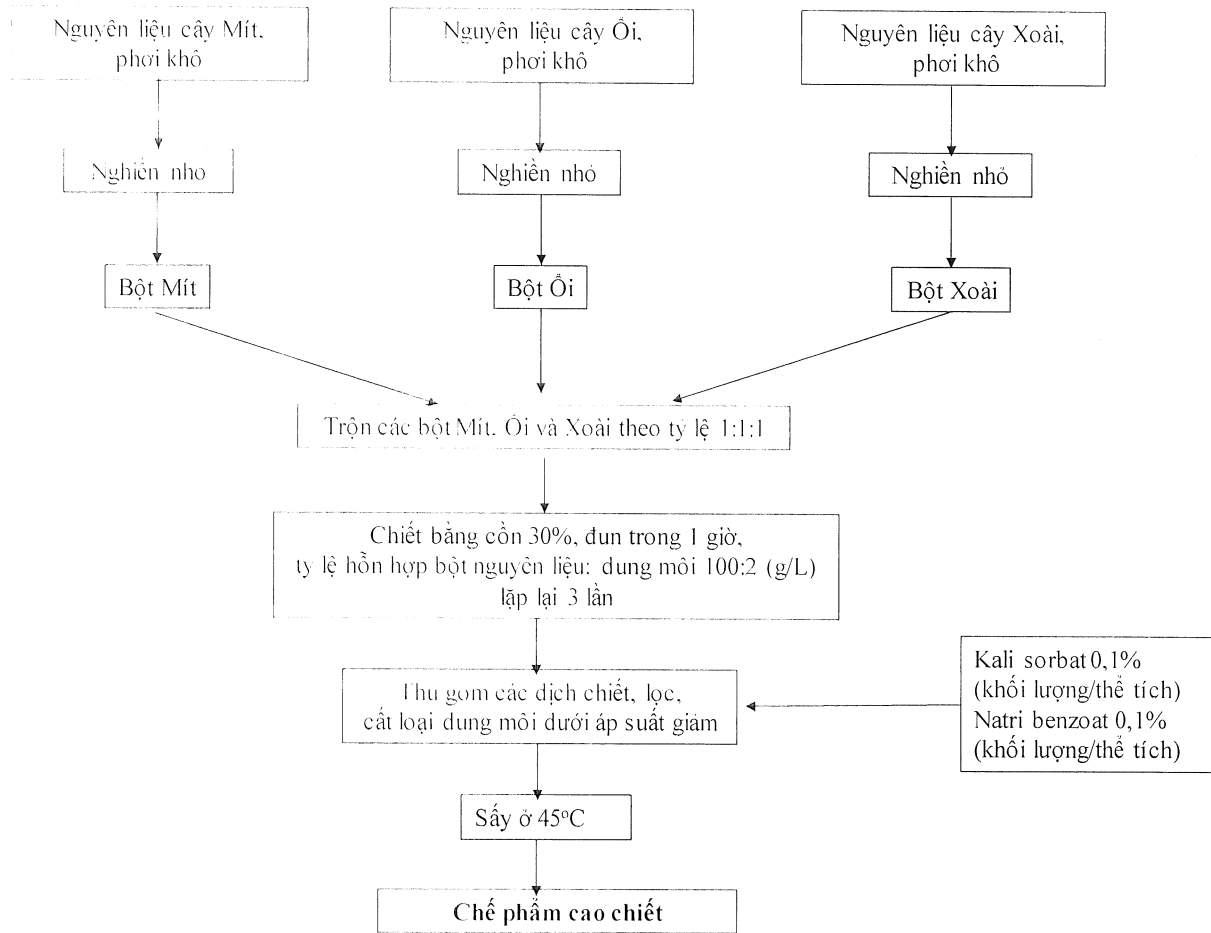 Nguyên liệu cây Mít,
phơi khô
Nguyên liệu cây Ổi,
phơi khô
Nguyên liệu cây Xoài,
phơi khô
Nghiền nho
Nghiền nhỏ
Nghiền nhỏ
Bột Mít
Bột Ổi
Bột Xoài
Trộn các bột Mít. Ổi và Xoài theo tỷ lệ 1:1:1
Chiết bằng cồn 30%, đun trong 1 giờ,
tỷ lệ hỗn hợp bột nguyên liệu: dung môi 100:2 (g/L)
lặp lại 3 lần
Thu gom các dịch chiết, lọc,
cất loại dung môi dưới áp suất giảm
Kali sorbat 0,1%
(khối lượng/thể tích)
Natri benzoat 0,1%
(khối lượng/thể tích)
Sấy ở 45°C
Chế phẩm cao chiết